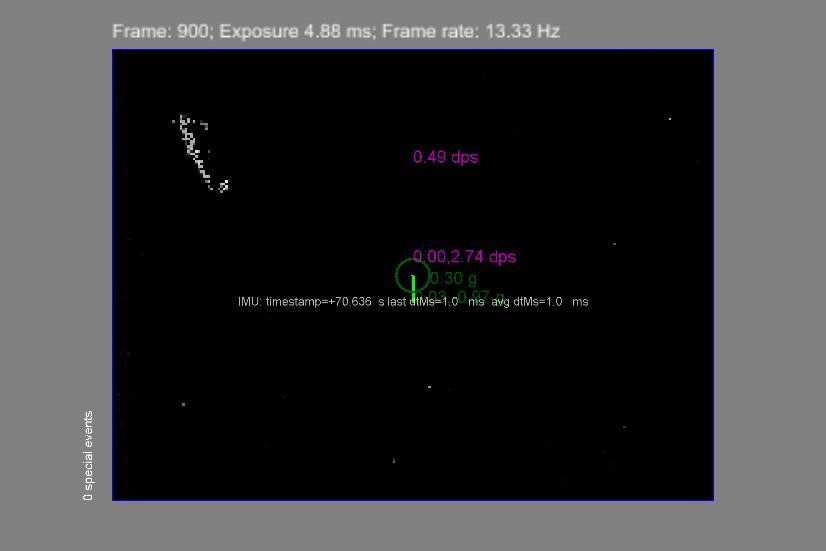 Frame: 900; Exposure 4.88 ms; Frame rate: 13.33 Hz
0.49 dps
0.00,2.74 dps
0.30 g
0.97 g
IMU: timestamp=+70.636 s last dtMs=1.0 ms avg dtMs=1.0 ms
0 special events